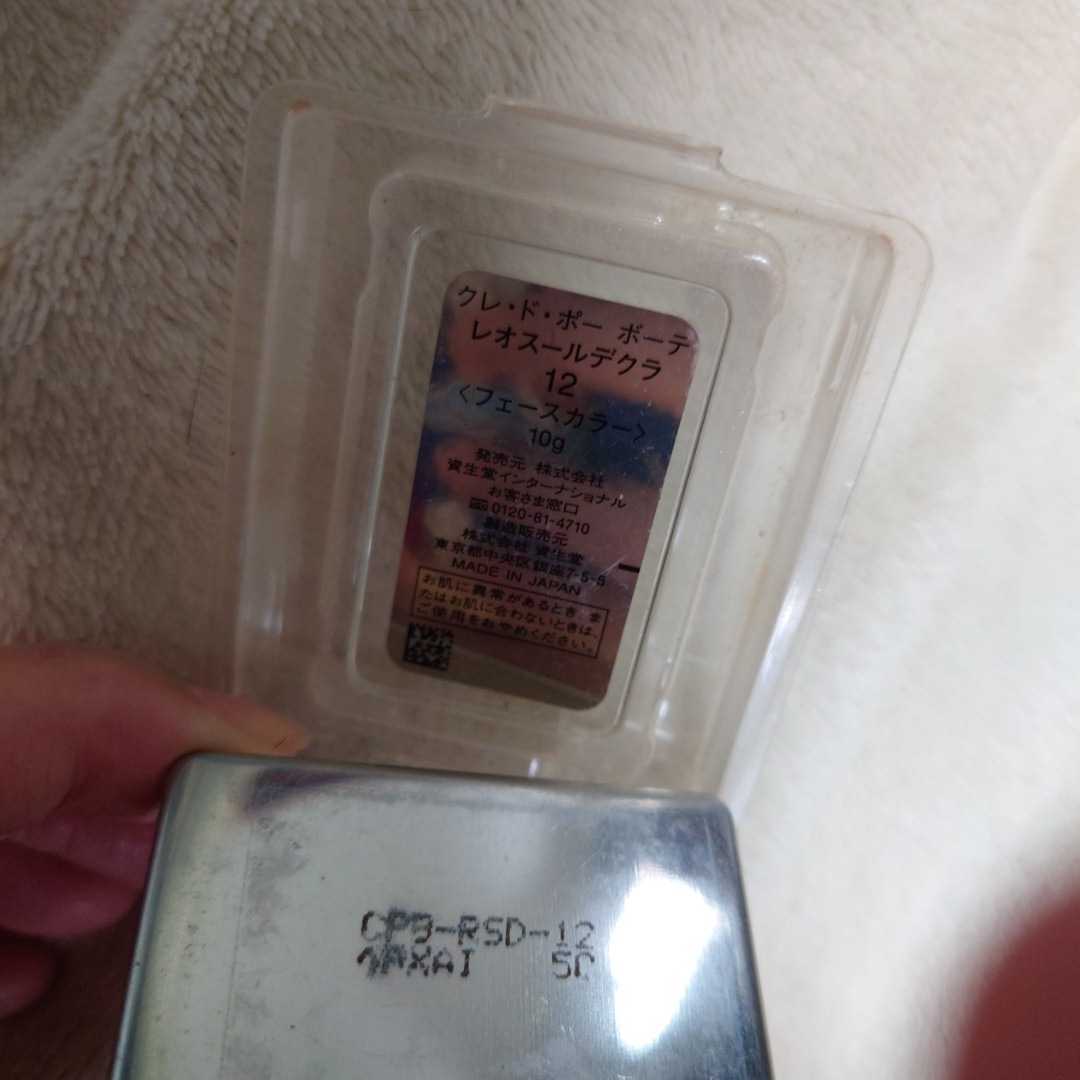 クレ・ド・ポー ボーテ
レオスールデクラ
12
〈フェースカラー〉
10g
発売元 株式会社
資生堂インターナショナル
お客さま窓口
0120-81-4710
製造販売元
株式会社 資生堂
東京都中央区銀座7-5-5
MADE IN JAPAN
お肌に異常があるとき、ま
たはお肌に合わないときは、
ご使用をおやめください。
CPB-RSD-12